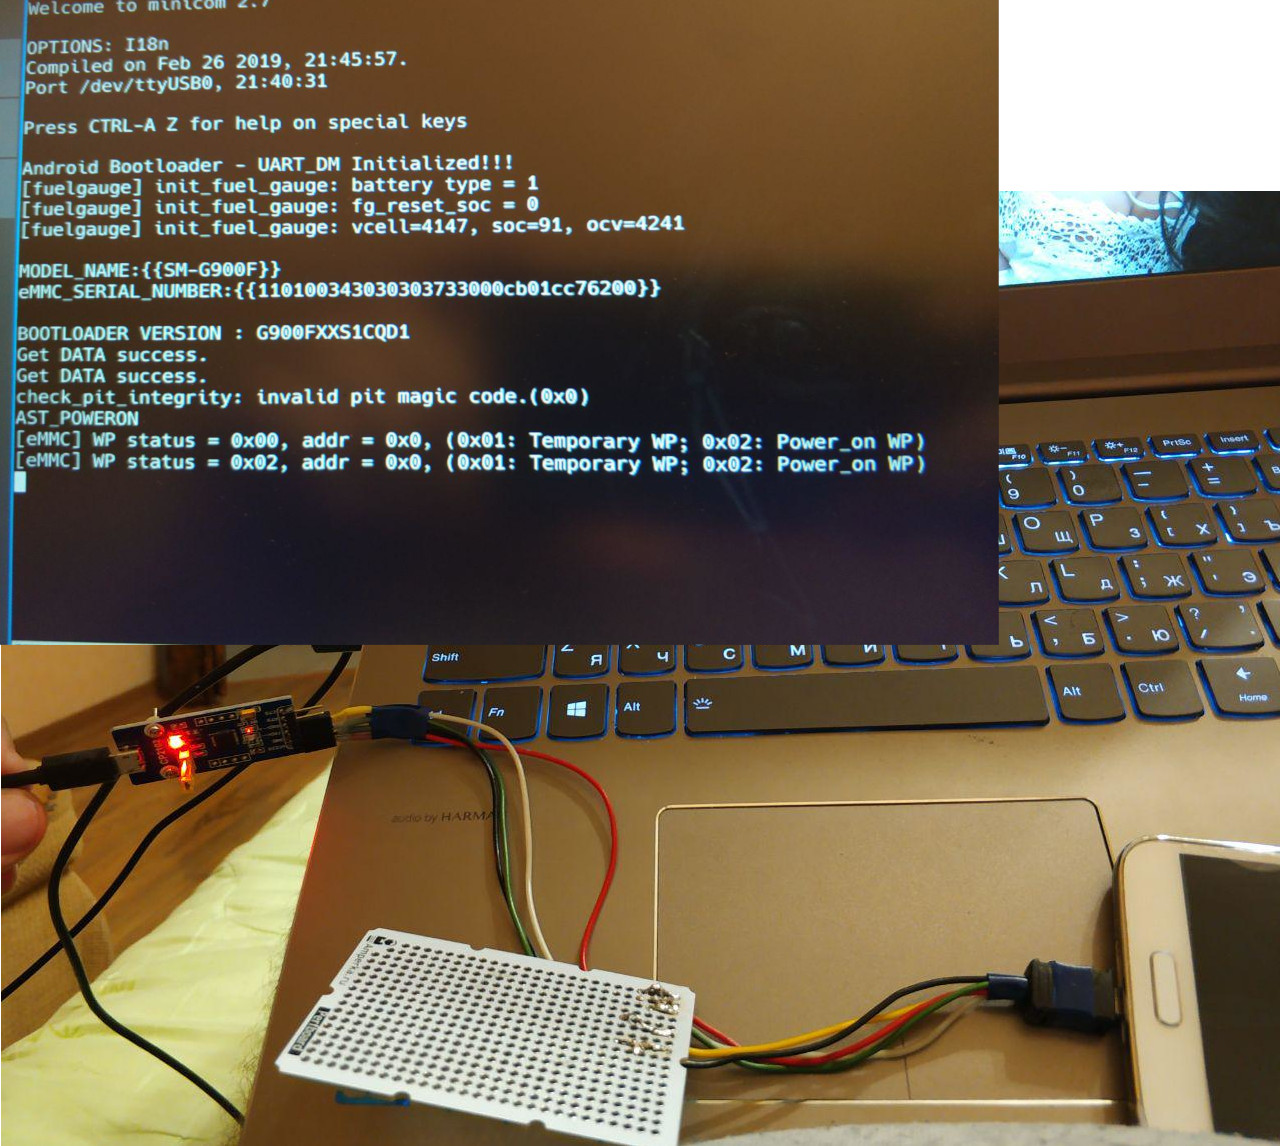 Welcome to minicom 2.7
OPTIONS: I18n
Compiled on Feb 26 2019, 21:45:57.
Port /dev/ttyUSB0, 21:40:31
Press CTRL-A Z for help on special keys
Android Bootloader - UART_DM Initialized!!!
[fuelgauge] init_fuel_gauge: battery type = 1
[fuelgauge] init_fuel_gauge: fg_reset_soc = 0
[fuelgauge] init_fuel_gauge: vcell=4147, soc=91, ocv=4241
MODEL_NAME:{{SM-G900F}}
eMMC_SERIAL_NUMBER:{{110100343030303733000cb01cc76200}}
BOOTLOADER VERSION : G900FXXS1CQD1
Get DATA success.
Get DATA success.
check_pit_integrity: invalid pit magic code.(0x0)
AST_POWERON
[eMMC] WP status = 0x00, addr = 0x0, (0x01: Temporary WP; 0x02: Power_on WP)
[eMMC] WP status = 0x02, addr = 0x0, (0x01: Temporary WP; 0x02: Power_on WP)
F10 F11 F12 PrtSc Insert
( 9 ) 0 _ - + =
O Щ P З { [ Х } ] Ъ
Л L Д : ; Ж " ' Э
Ь < , Б > . Ю ? /
Shift Z Я Ч С М И
Fn Alt Alt Ctrl Home
audio by HARMA
Amperka.ru